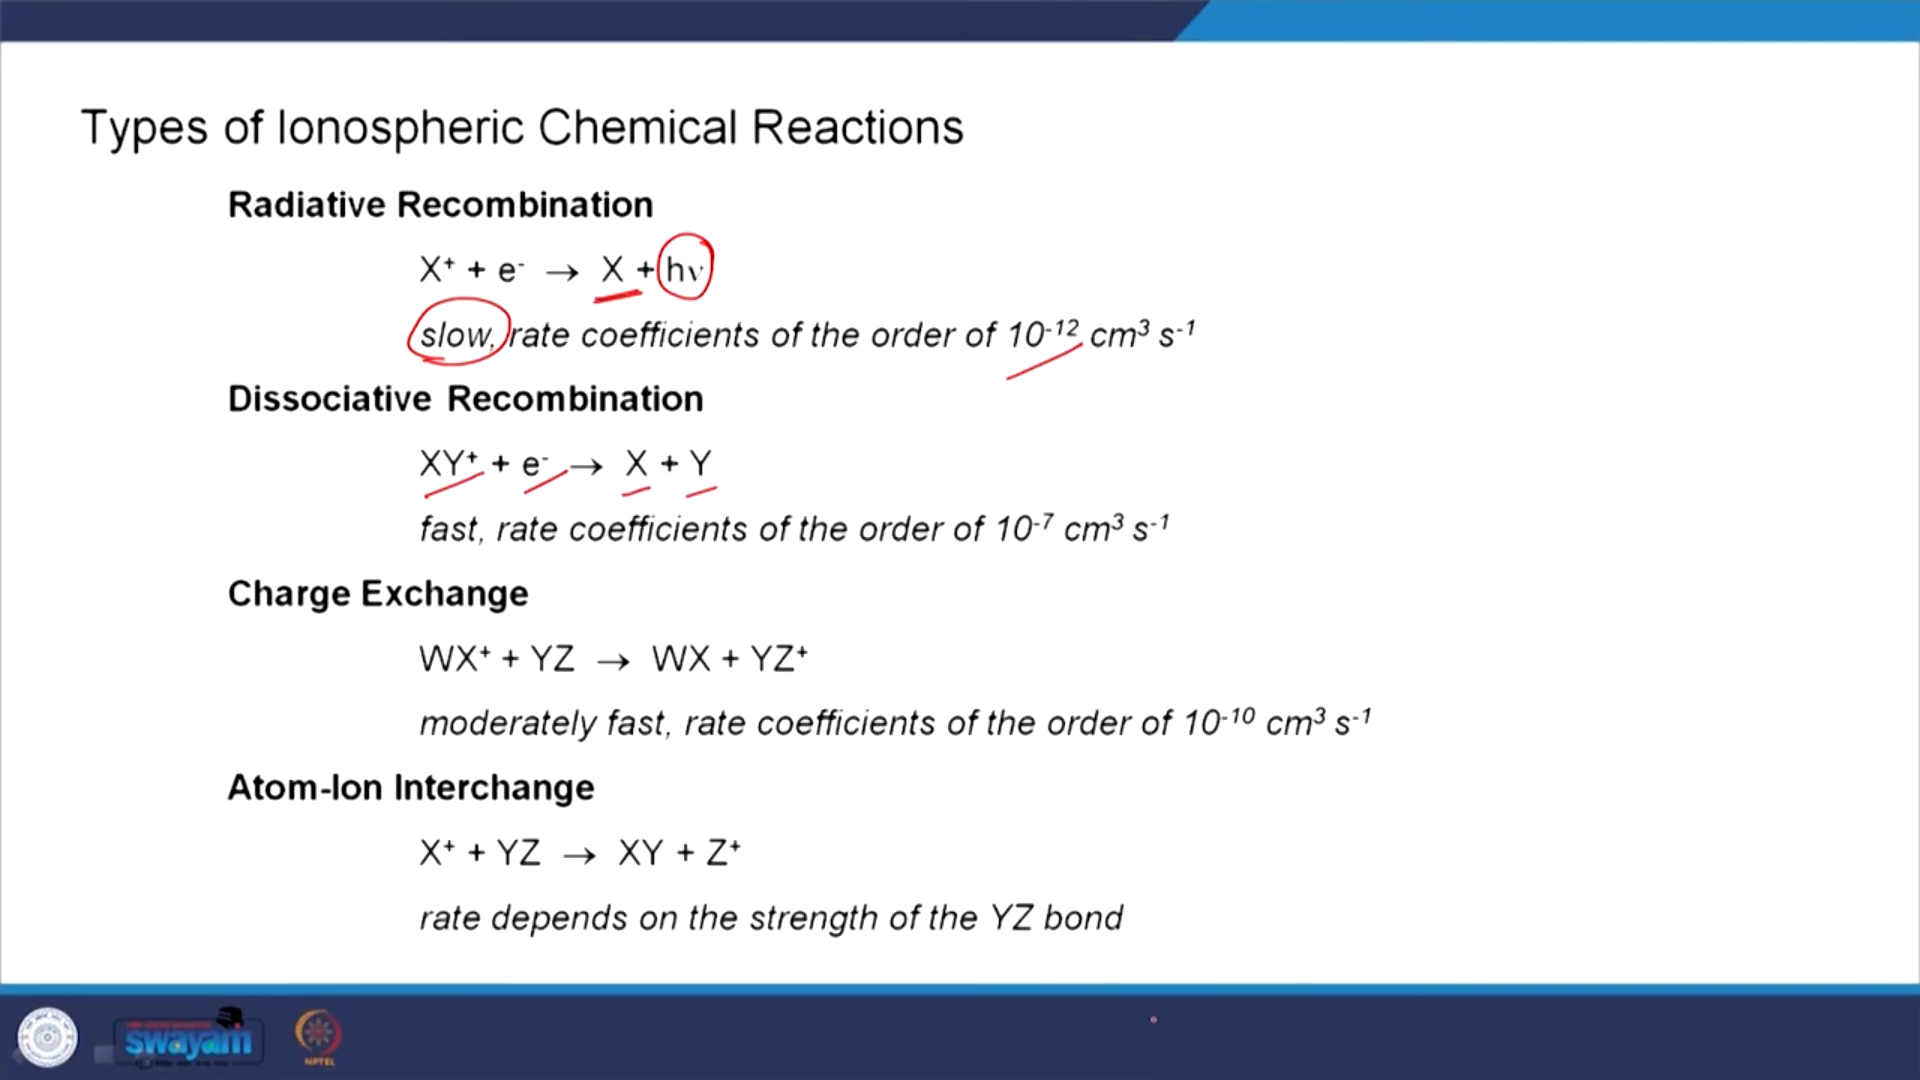 Types of Ionospheric Chemical Reactions
Radiative Recombination
X⁺ + e⁻ → X + hν
slow, rate coefficients of the order of 10⁻¹² cm³ s⁻¹
Dissociative Recombination
XY⁺ + e⁻ → X + Y
fast, rate coefficients of the order of 10⁻⁷ cm³ s⁻¹
Charge Exchange
WX⁺ + YZ → WX + YZ⁺
moderately fast, rate coefficients of the order of 10⁻¹⁰ cm³ s⁻¹
Atom-Ion Interchange
X⁺ + YZ → XY + Z⁺
rate depends on the strength of the YZ bond
swayam
NPTEL